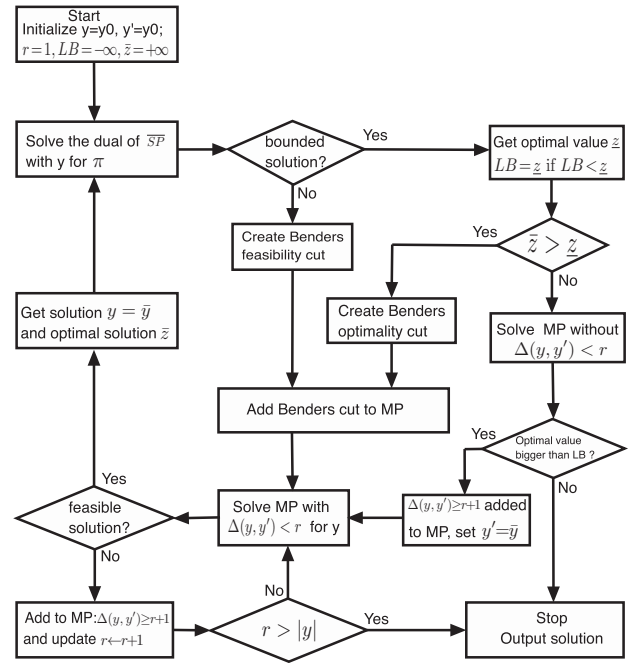 Start
Initialize y=y0, y'=y0;
r=1, LB=−∞, z̄=+∞
Solve the dual of \overline{SP}
with y for π
bounded
solution?
Yes
No
Get optimal value z̲
LB=z̲ if LB<z̲
Create Benders
feasibility cut
Yes
z̄ > z̲
No
Get solution y = ȳ
and optimal solution z̄
Create Benders
optimality cut
Solve MP without
Δ(y, y') < r
Add Benders cut to MP
Yes
Optimal value
bigger than LB ?
No
Yes
feasible
solution?
No
Solve MP with
Δ(y, y') < r for y
Δ(y, y')≥r+1 added
to MP, set y'=ȳ
Add to MP:Δ(y, y')≥r+1
and update r←r+1
No
r > |y|
Yes
Stop
Output solution